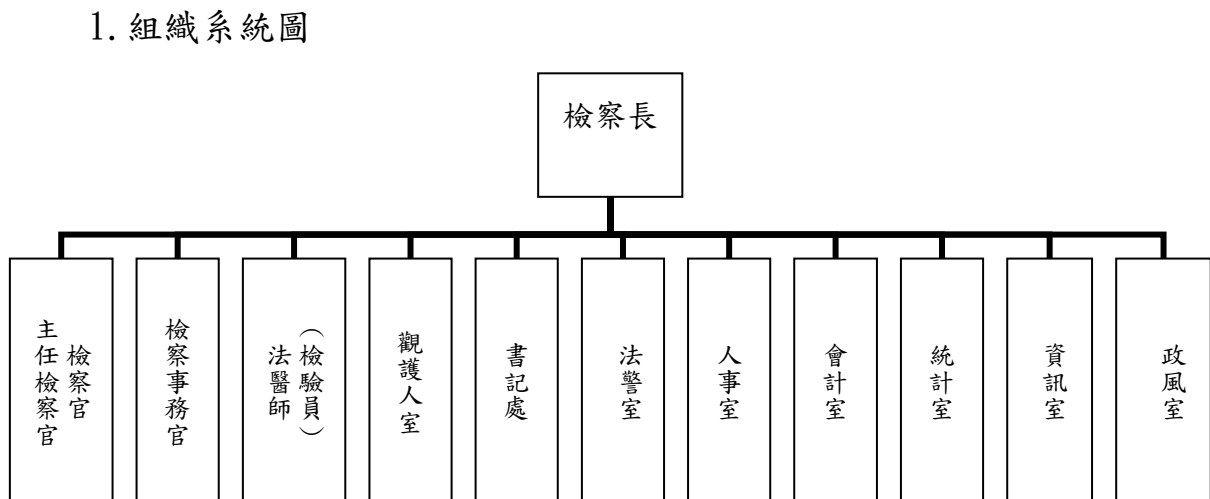 1.組織系統圖
檢察長
主任檢察官
檢察官
檢察事務官
法醫師
（檢驗員）
觀護人室
書記處
法警室
人事室
會計室
統計室
資訊室
政風室